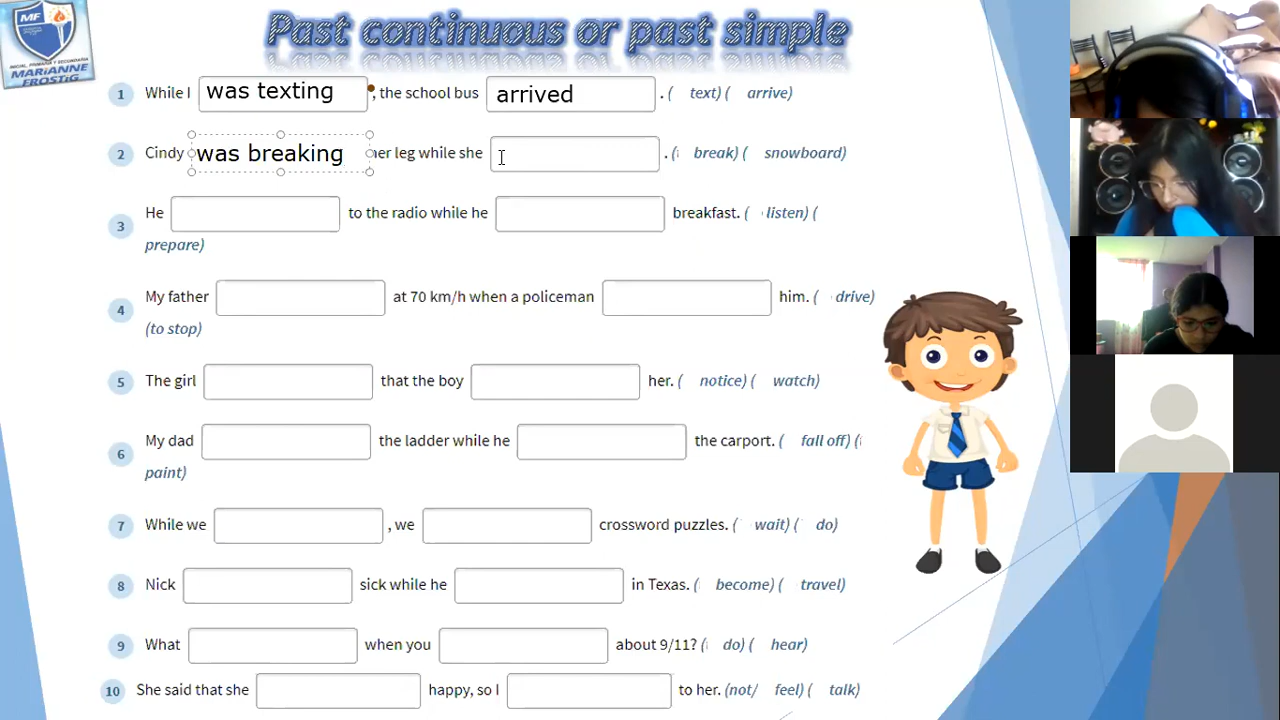 MF
INICIAL, PRIMARIA Y SECUNDARIA
MARIANNE
FROSTIG
Past continuous or past simple
1 While I was texting , the school bus arrived . ( text) ( arrive)
2 Cindy was breaking her leg while she . ( break) ( snowboard)
3 He to the radio while he breakfast. ( listen) (
prepare)
4 My father at 70 km/h when a policeman him. ( drive)
(to stop)
5 The girl that the boy her. ( notice) ( watch)
6 My dad the ladder while he the carport. ( fall off) (
paint)
7 While we , we crossword puzzles. ( wait) ( do)
8 Nick sick while he in Texas. ( become) ( travel)
9 What when you about 9/11? ( do) ( hear)
10 She said that she happy, so I to her. (not/ feel) ( talk)